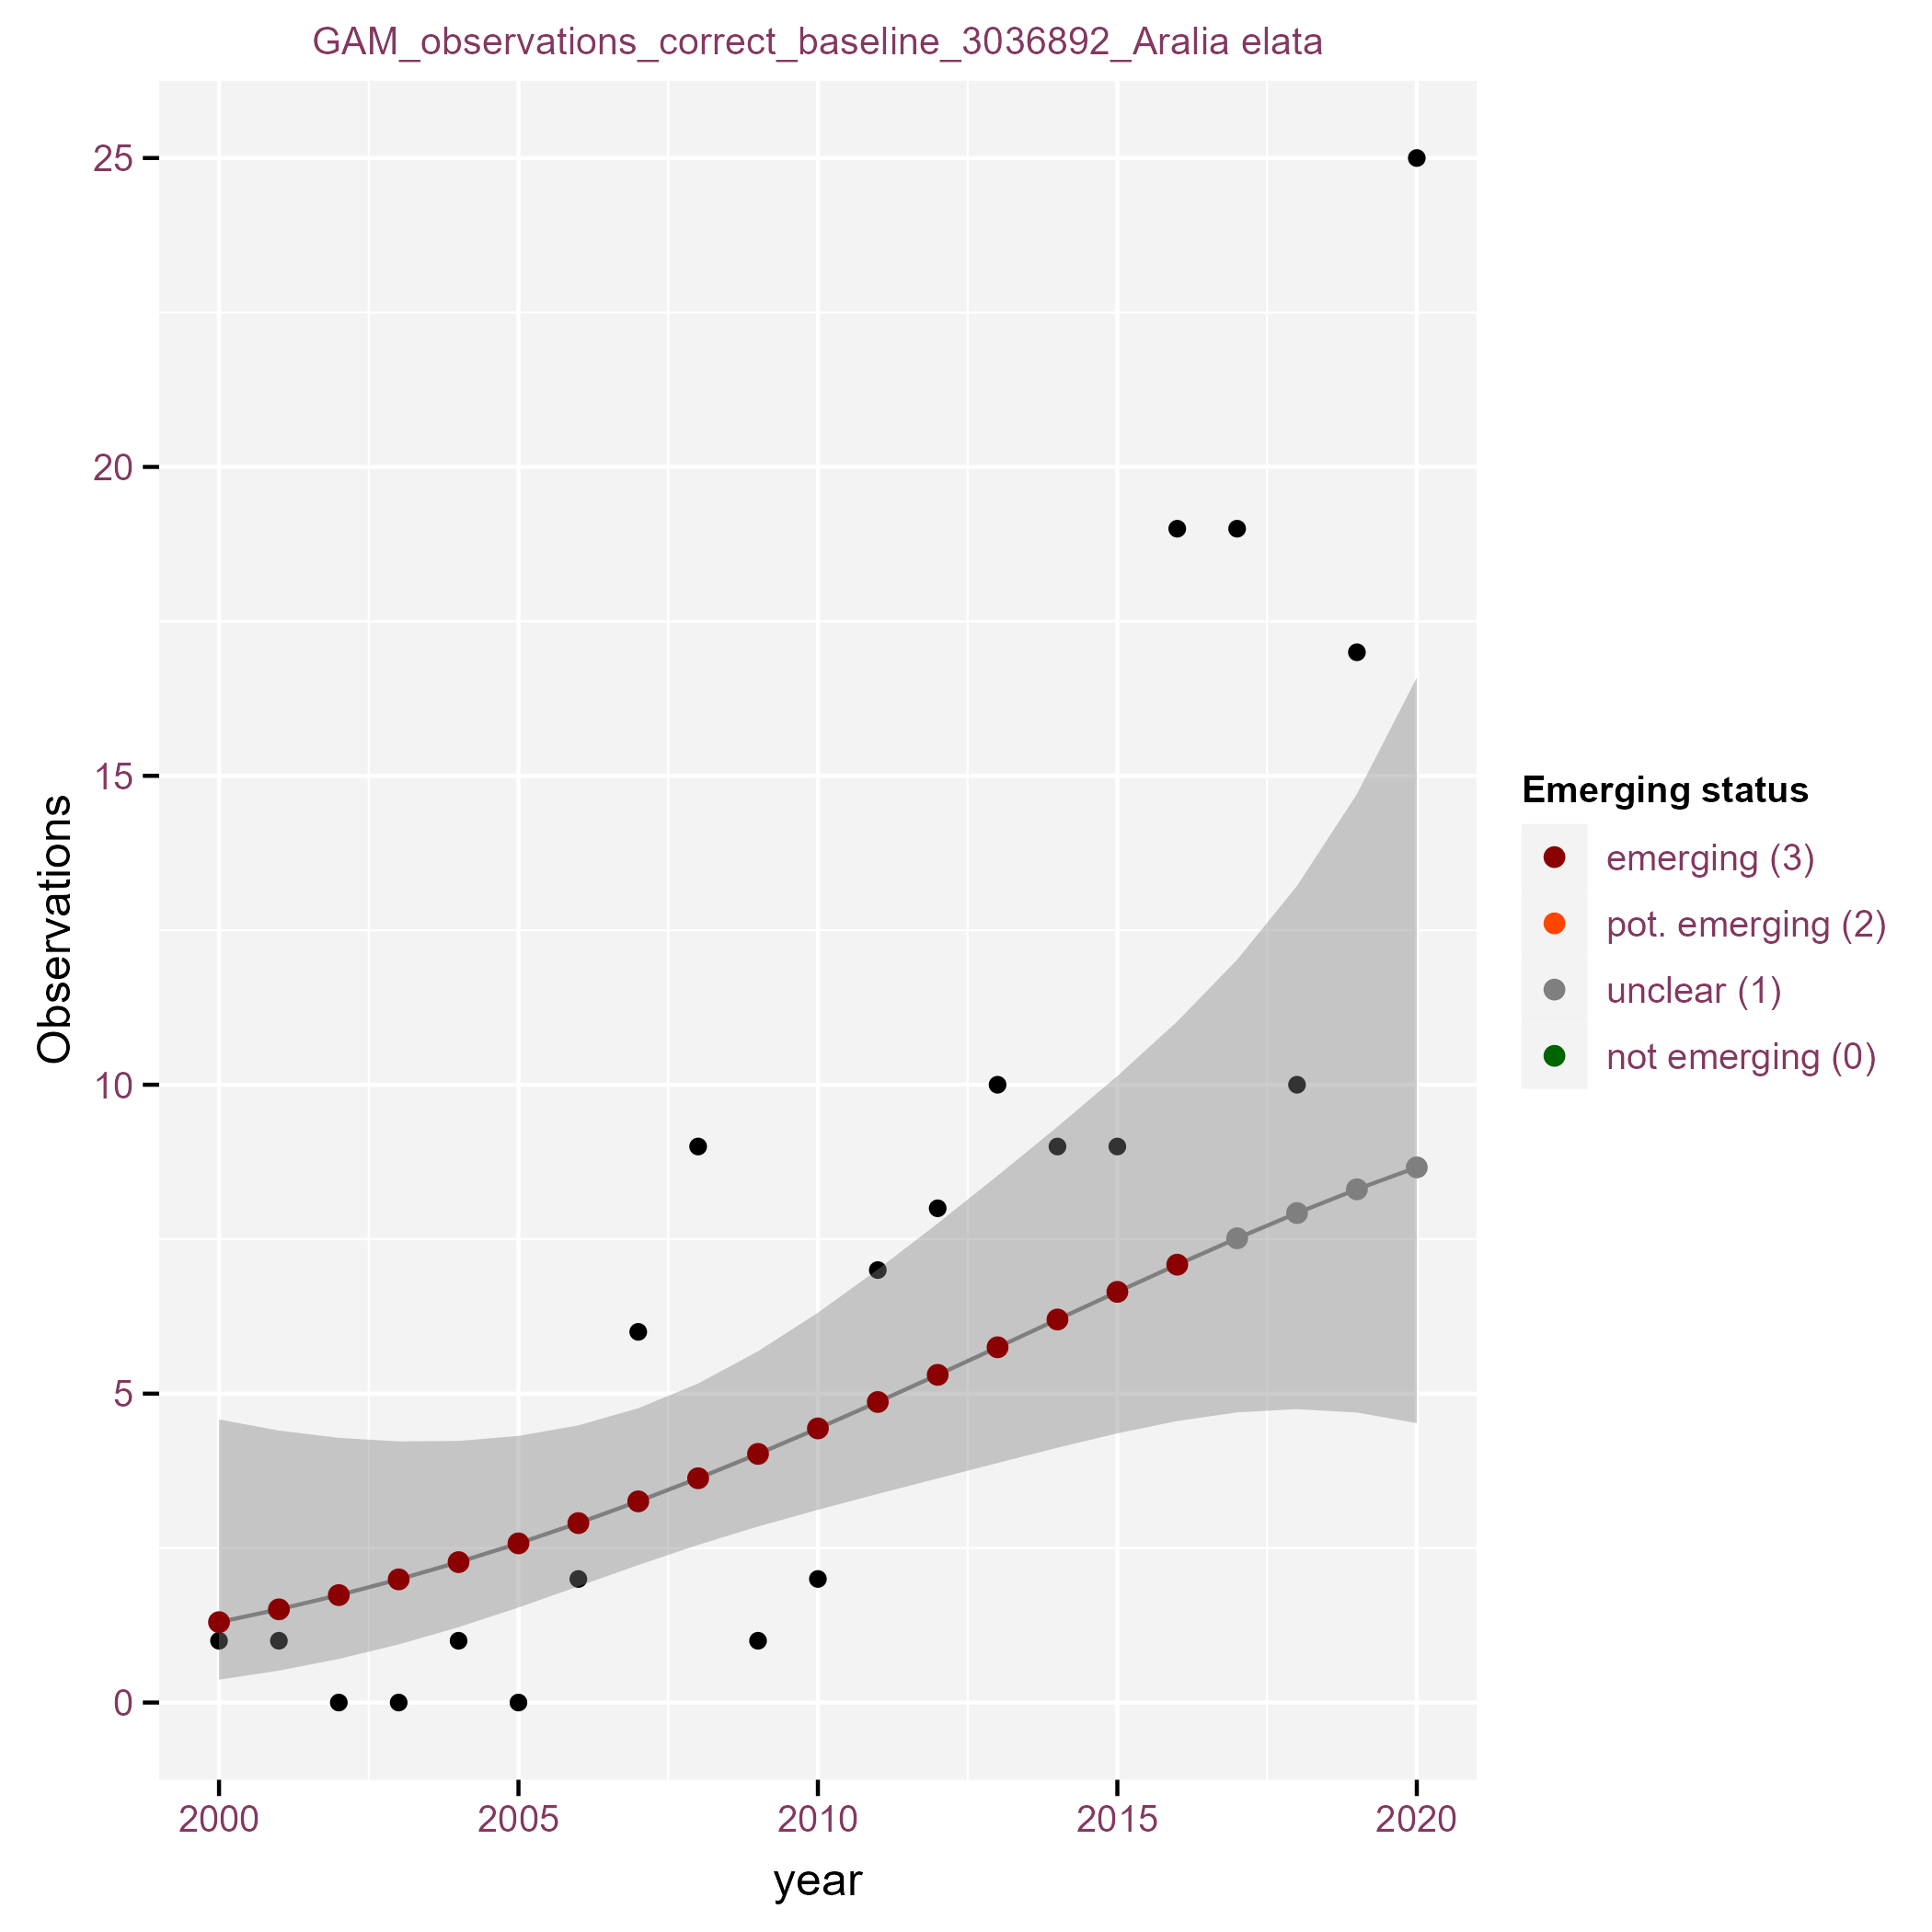 GAM_observations_correct_baseline_3036892_Aralia elata
25
20
15
10
5
0
Observations
2000 2005 2010 2015 2020
year
Emerging status
emerging (3)
pot. emerging (2)
unclear (1)
not emerging (0)